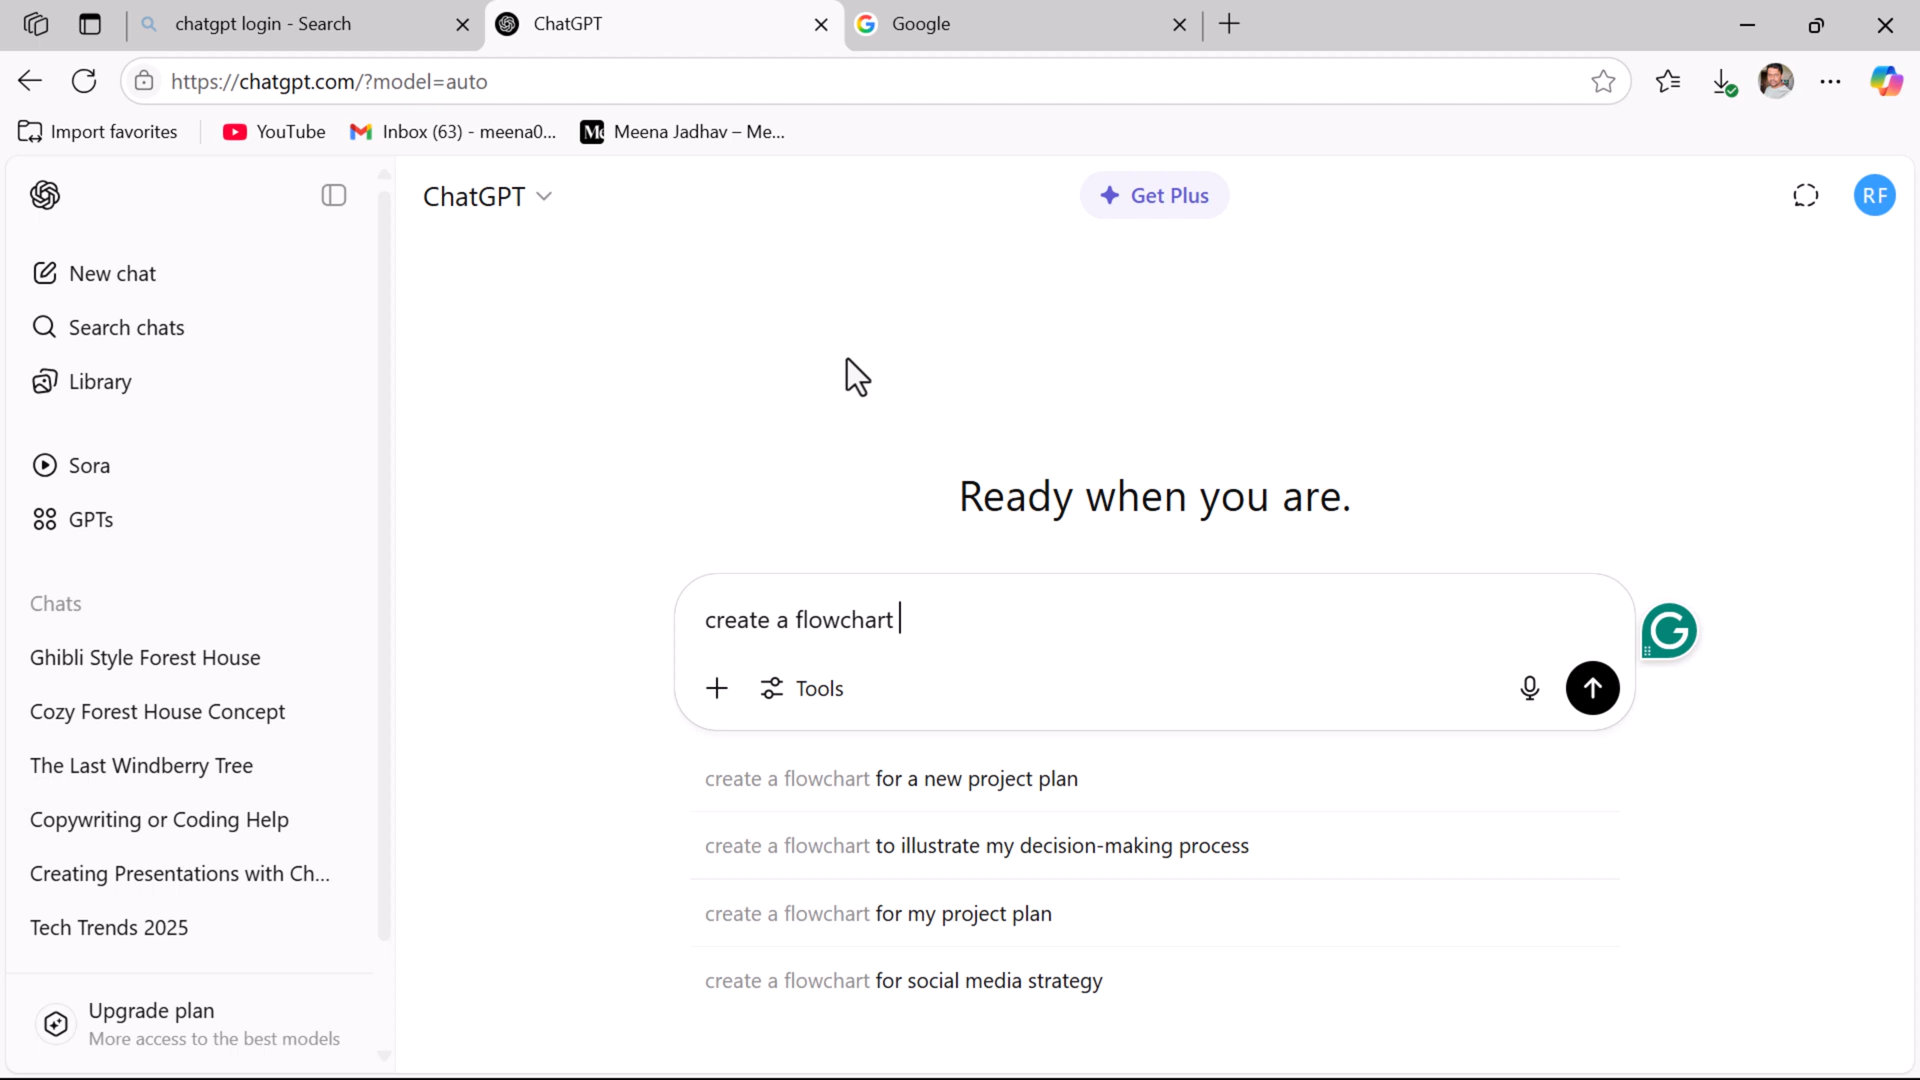 chatgpt login - Search
ChatGPT
Google
https://chatgpt.com/?model=auto
Import favorites
YouTube
Inbox (63) - meena0...
Meena Jadhav – Me...
ChatGPT
Get Plus
RF
New chat
Search chats
Library
Sora
GPTs
Chats
Ghibli Style Forest House
Cozy Forest House Concept
The Last Windberry Tree
Copywriting or Coding Help
Creating Presentations with Ch...
Tech Trends 2025
Upgrade plan
More access to the best models
Ready when you are.
create a flowchart
Tools
create a flowchart for a new project plan
create a flowchart to illustrate my decision-making process
create a flowchart for my project plan
create a flowchart for social media strategy